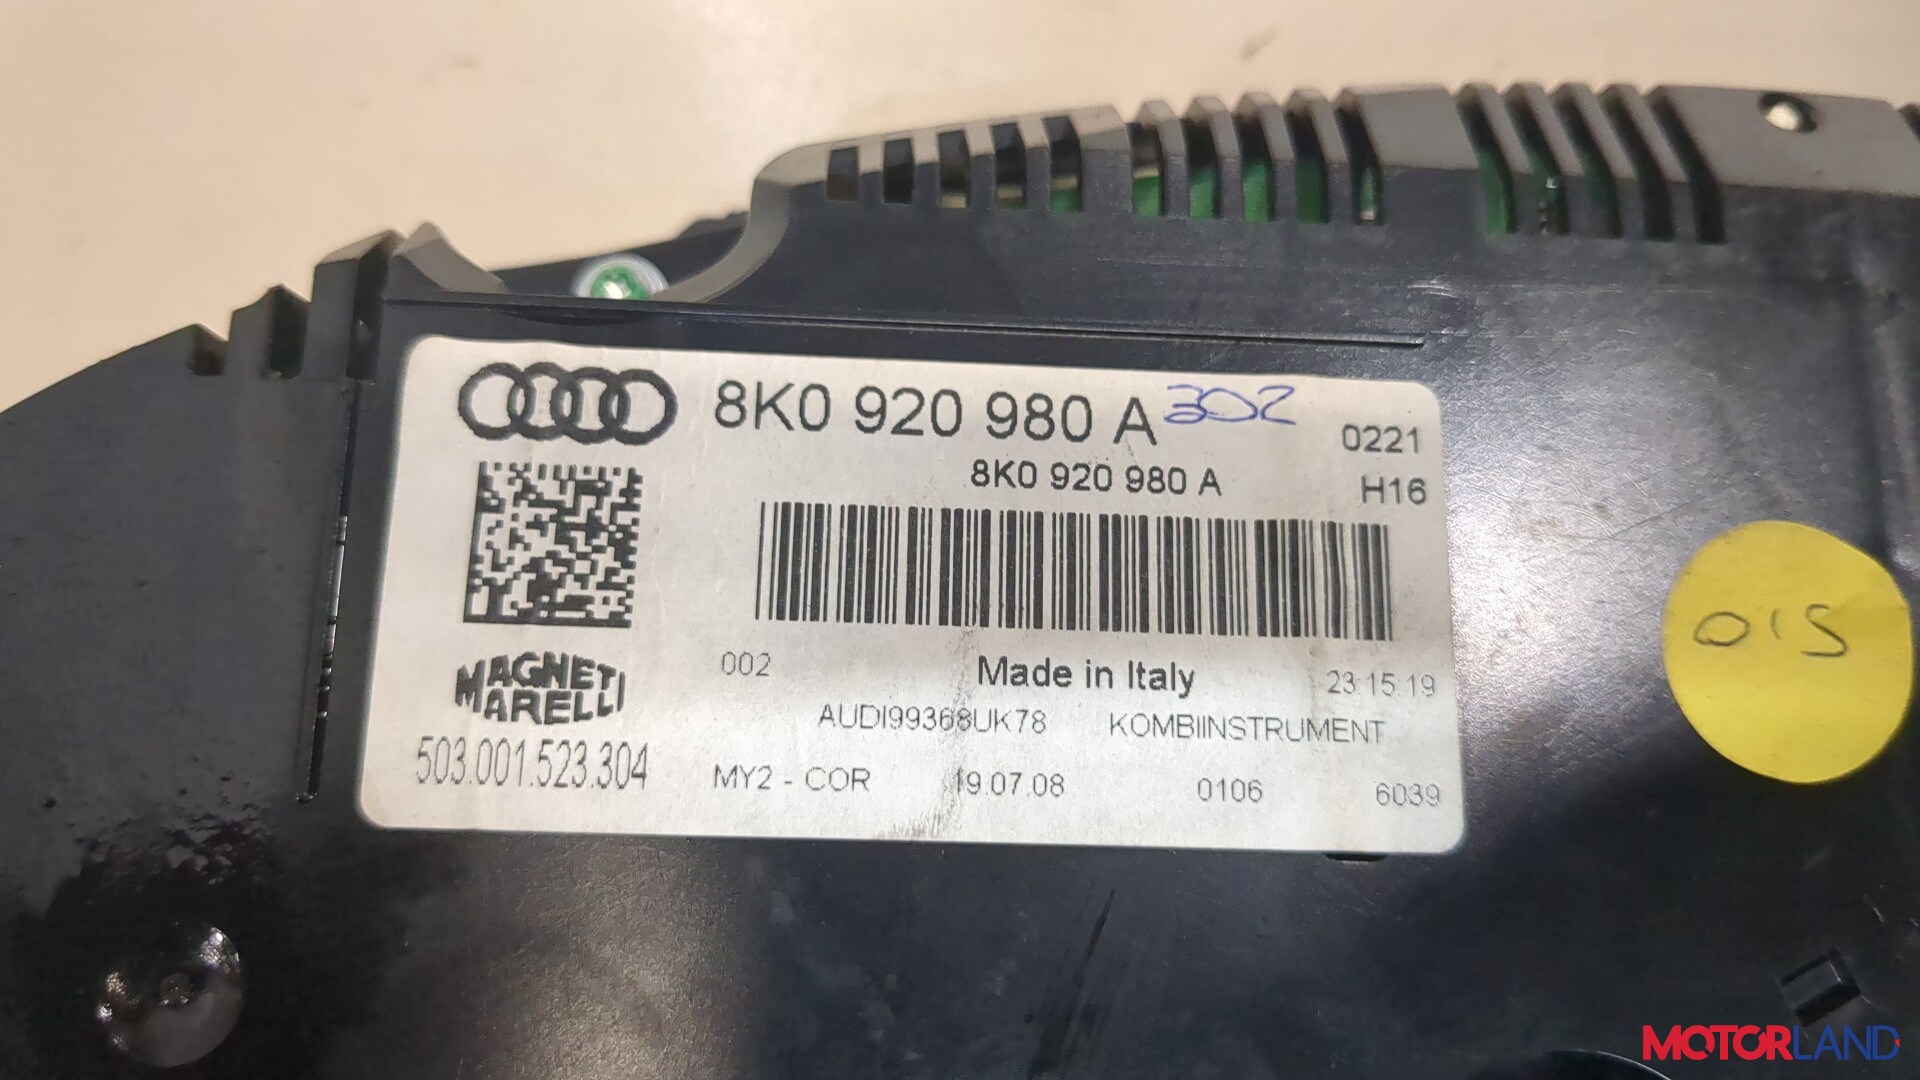 8K0 920 980 A 302
0221
8K0 920 980 A
H16
002 Made in Italy 23:15:19
MAGNETI
MARELLI
AUDI99368UK78 KOMBIINSTRUMENT
503.001.523.304
MY2 - COR 19.07.08 0106 6039
MOTORLAND